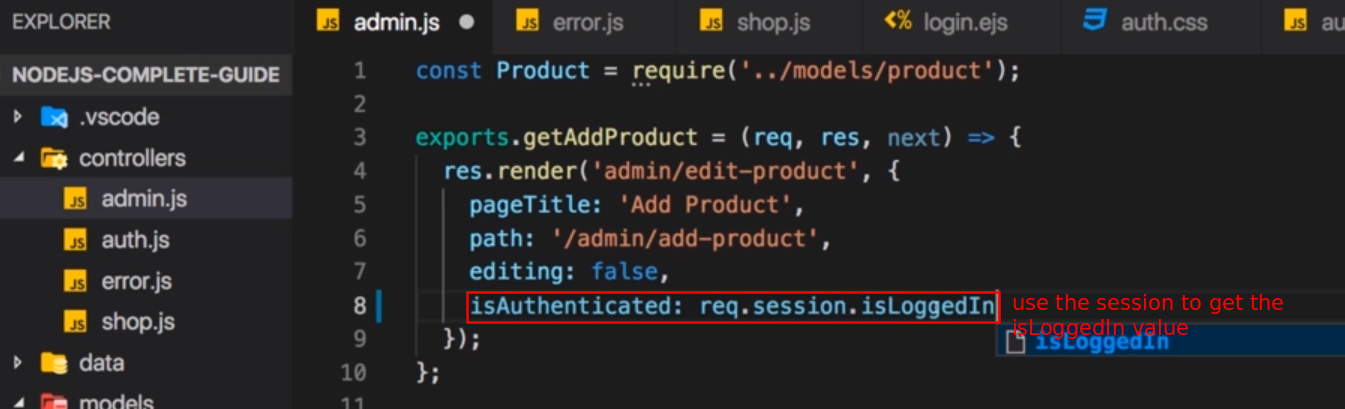 EXPLORER
admin.js
error.js
shop.js
<% login.ejs
auth.css
au
NODEJS-COMPLETE-GUIDE
.vscode
controllers
JS admin.js
JS auth.js
JS error.js
JS shop.js
data
models
1 const Product = require('../models/product');
2
3 exports.getAddProduct = (req, res, next) => {
4 res.render('admin/edit-product', {
5 pageTitle: 'Add Product',
6 path: '/admin/add-product',
7 editing: false,
8 isAuthenticated: req.session.isLoggedIn
9 });
10 };
11
use the session to get the
isLoggedIn value
isLoggedIn